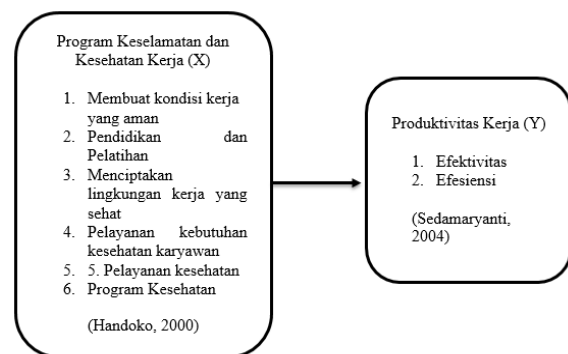 Program Keselamatan dan
Kesehatan Kerja (X)
1. Membuat kondisi kerja
yang aman
2. Pendidikan dan
Pelatihan
3. Menciptakan
lingkungan kerja yang
sehat
4. Pelayanan kebutuhan
kesehatan karyawan
5. 5. Pelayanan kesehatan
6. Program Kesehatan
(Handoko, 2000)
Produktivitas Kerja (Y)
1. Efektivitas
2. Efesiensi
(Sedamaryanti,
2004)